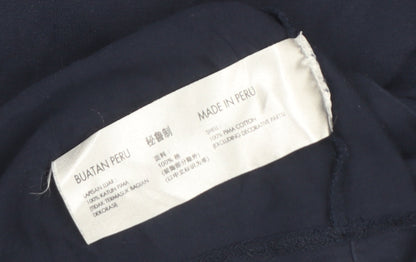 BUATAN PERU
LAPISAN LUAR:
100% KATUN PIMA
(TIDAK TERMASUK BAGIAN
DEKORASI)
秘鲁制
面料:
100% 棉
MADE IN PERU
SHELL:
100% PIMA COTTON
(EXCLUDING DECORATIVE PARTS)